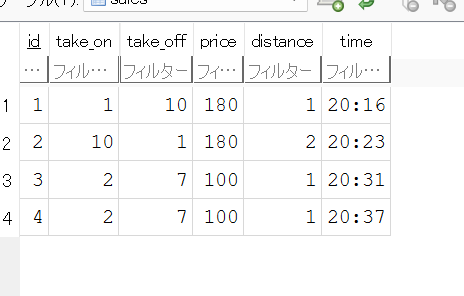 ブル(T): sales
id take_on take_off price distance time
… フィル… フィルター フィ… フィルター フィル…
1 1 1 10 180 1 20:16
2 2 10 1 180 2 20:23
3 3 2 7 100 1 20:31
4 4 2 7 100 1 20:37